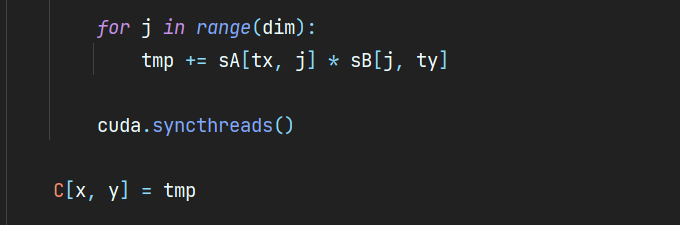 for j in range(dim):
tmp += sA[tx, j] * sB[j, ty]
cuda.syncthreads()
C[x, y] = tmp